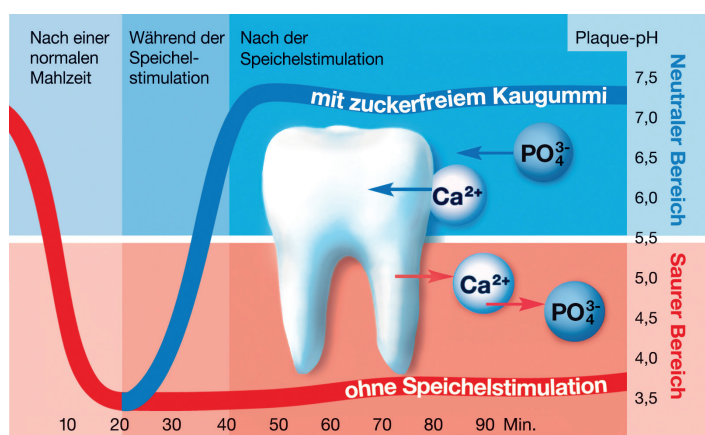 Nach einer
normalen
Mahlzeit
Während der
Speichel-
stimulation
Nach der
Speichelstimulation
Plaque-pH
7,5
7,0
6,5
6,0
5,5
5,0
4,5
4,0
3,5
Neutraler Bereich
Saurer Bereich
mit zuckerfreiem Kaugummi
PO₄³⁻
Ca²⁺
Ca²⁺
PO₄³⁻
ohne Speichelstimulation
10 20 30 40 50 60 70 80 90 Min.